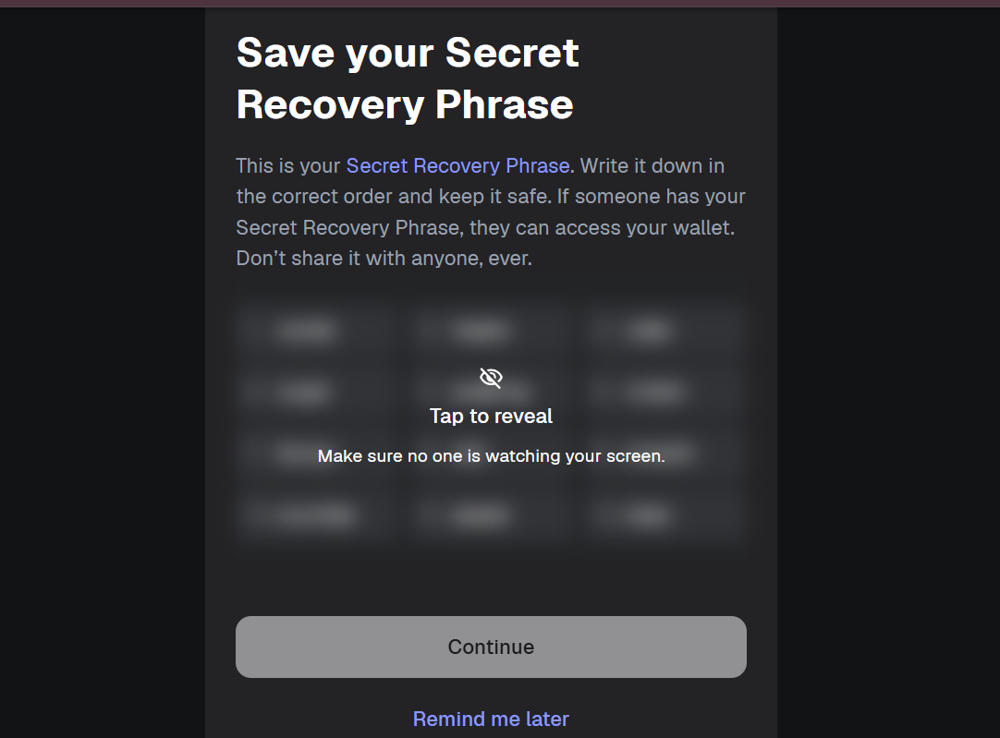 Save your Secret
Recovery Phrase
This is your Secret Recovery Phrase. Write it down in
the correct order and keep it safe. If someone has your
Secret Recovery Phrase, they can access your wallet.
Don’t share it with anyone, ever.
Tap to reveal
Make sure no one is watching your screen.
Continue
Remind me later